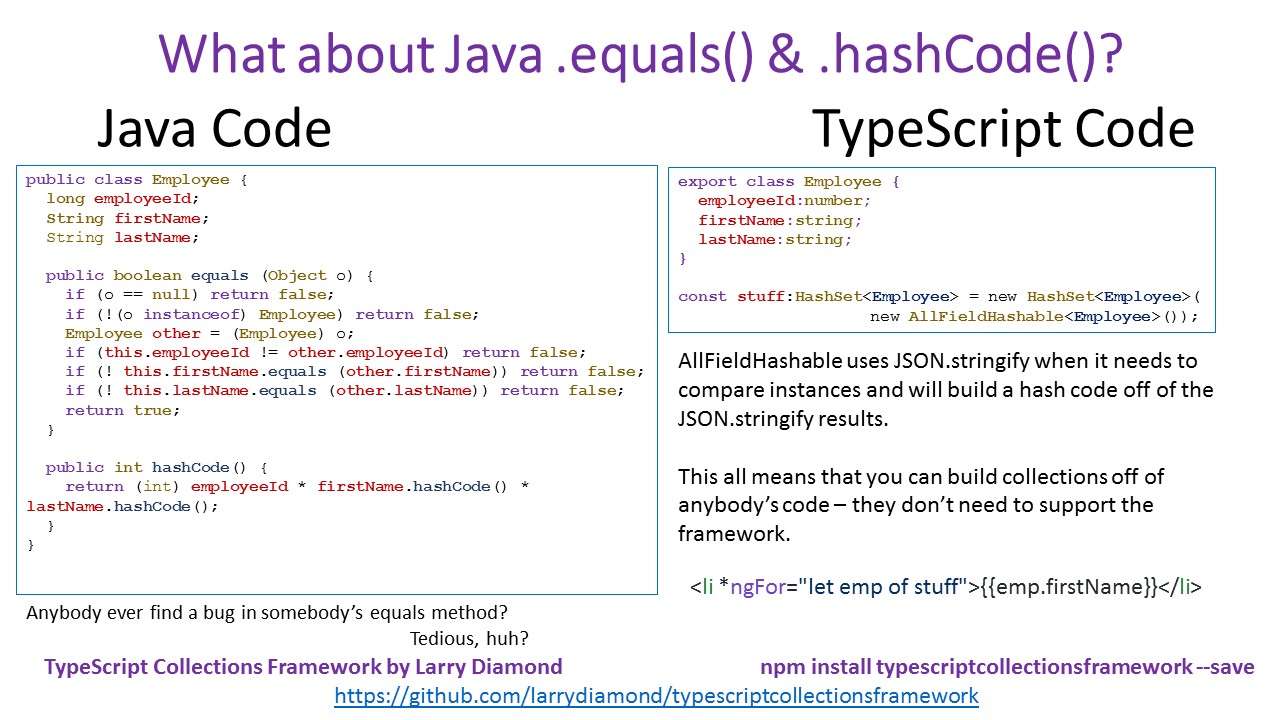 What about Java .equals() & .hashCode()?
Java Code
public class Employee {
  long employeeId;
  String firstName;
  String lastName;
  public boolean equals (Object o) {
    if (o == null) return false;
    if (!(o instanceof) Employee) return false;
    Employee other = (Employee) o;
    if (this.employeeId != other.employeeId) return false;
    if (! this.firstName.equals (other.firstName)) return false;
    if (! this.lastName.equals (other.lastName)) return false;
    return true;
  }
  public int hashCode() {
    return (int) employeeId * firstName.hashCode() *
lastName.hashCode();
  }
}
Anybody ever find a bug in somebody’s equals method?
Tedious, huh?
TypeScript Code
export class Employee {
  employeeId:number;
  firstName:string;
  lastName:string;
}
const stuff:HashSet<Employee> = new HashSet<Employee>(
                    new AllFieldHashable<Employee>());
AllFieldHashable uses JSON.stringify when it needs to
compare instances and will build a hash code off of the
JSON.stringify results.
This all means that you can build collections off of
anybody’s code – they don’t need to support the
framework.
<li *ngFor="let emp of stuff">{{emp.firstName}}</li>
TypeScript Collections Framework by Larry Diamond
npm install typescriptcollectionsframework --save
https://github.com/larrydiamond/typescriptcollectionsframework